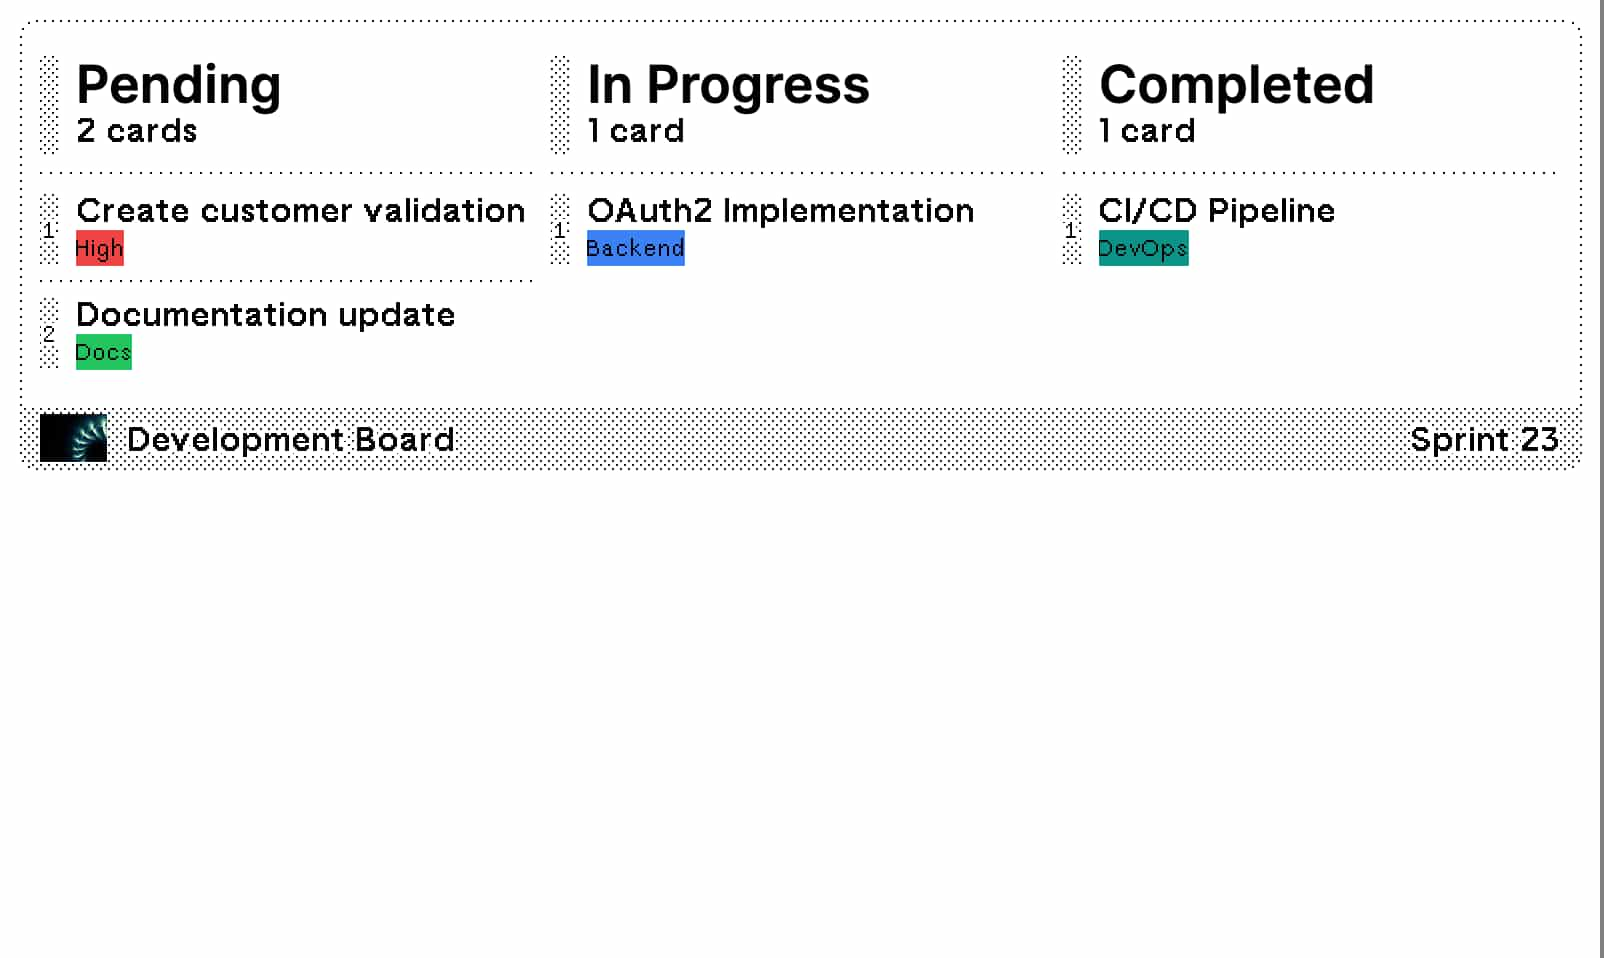 Pending
2 cards
1
Create customer validation
High
2
Documentation update
Docs
In Progress
1 card
1
OAuth2 Implementation
Backend
Completed
1 card
1
CI/CD Pipeline
DevOps
Development Board
Sprint 23